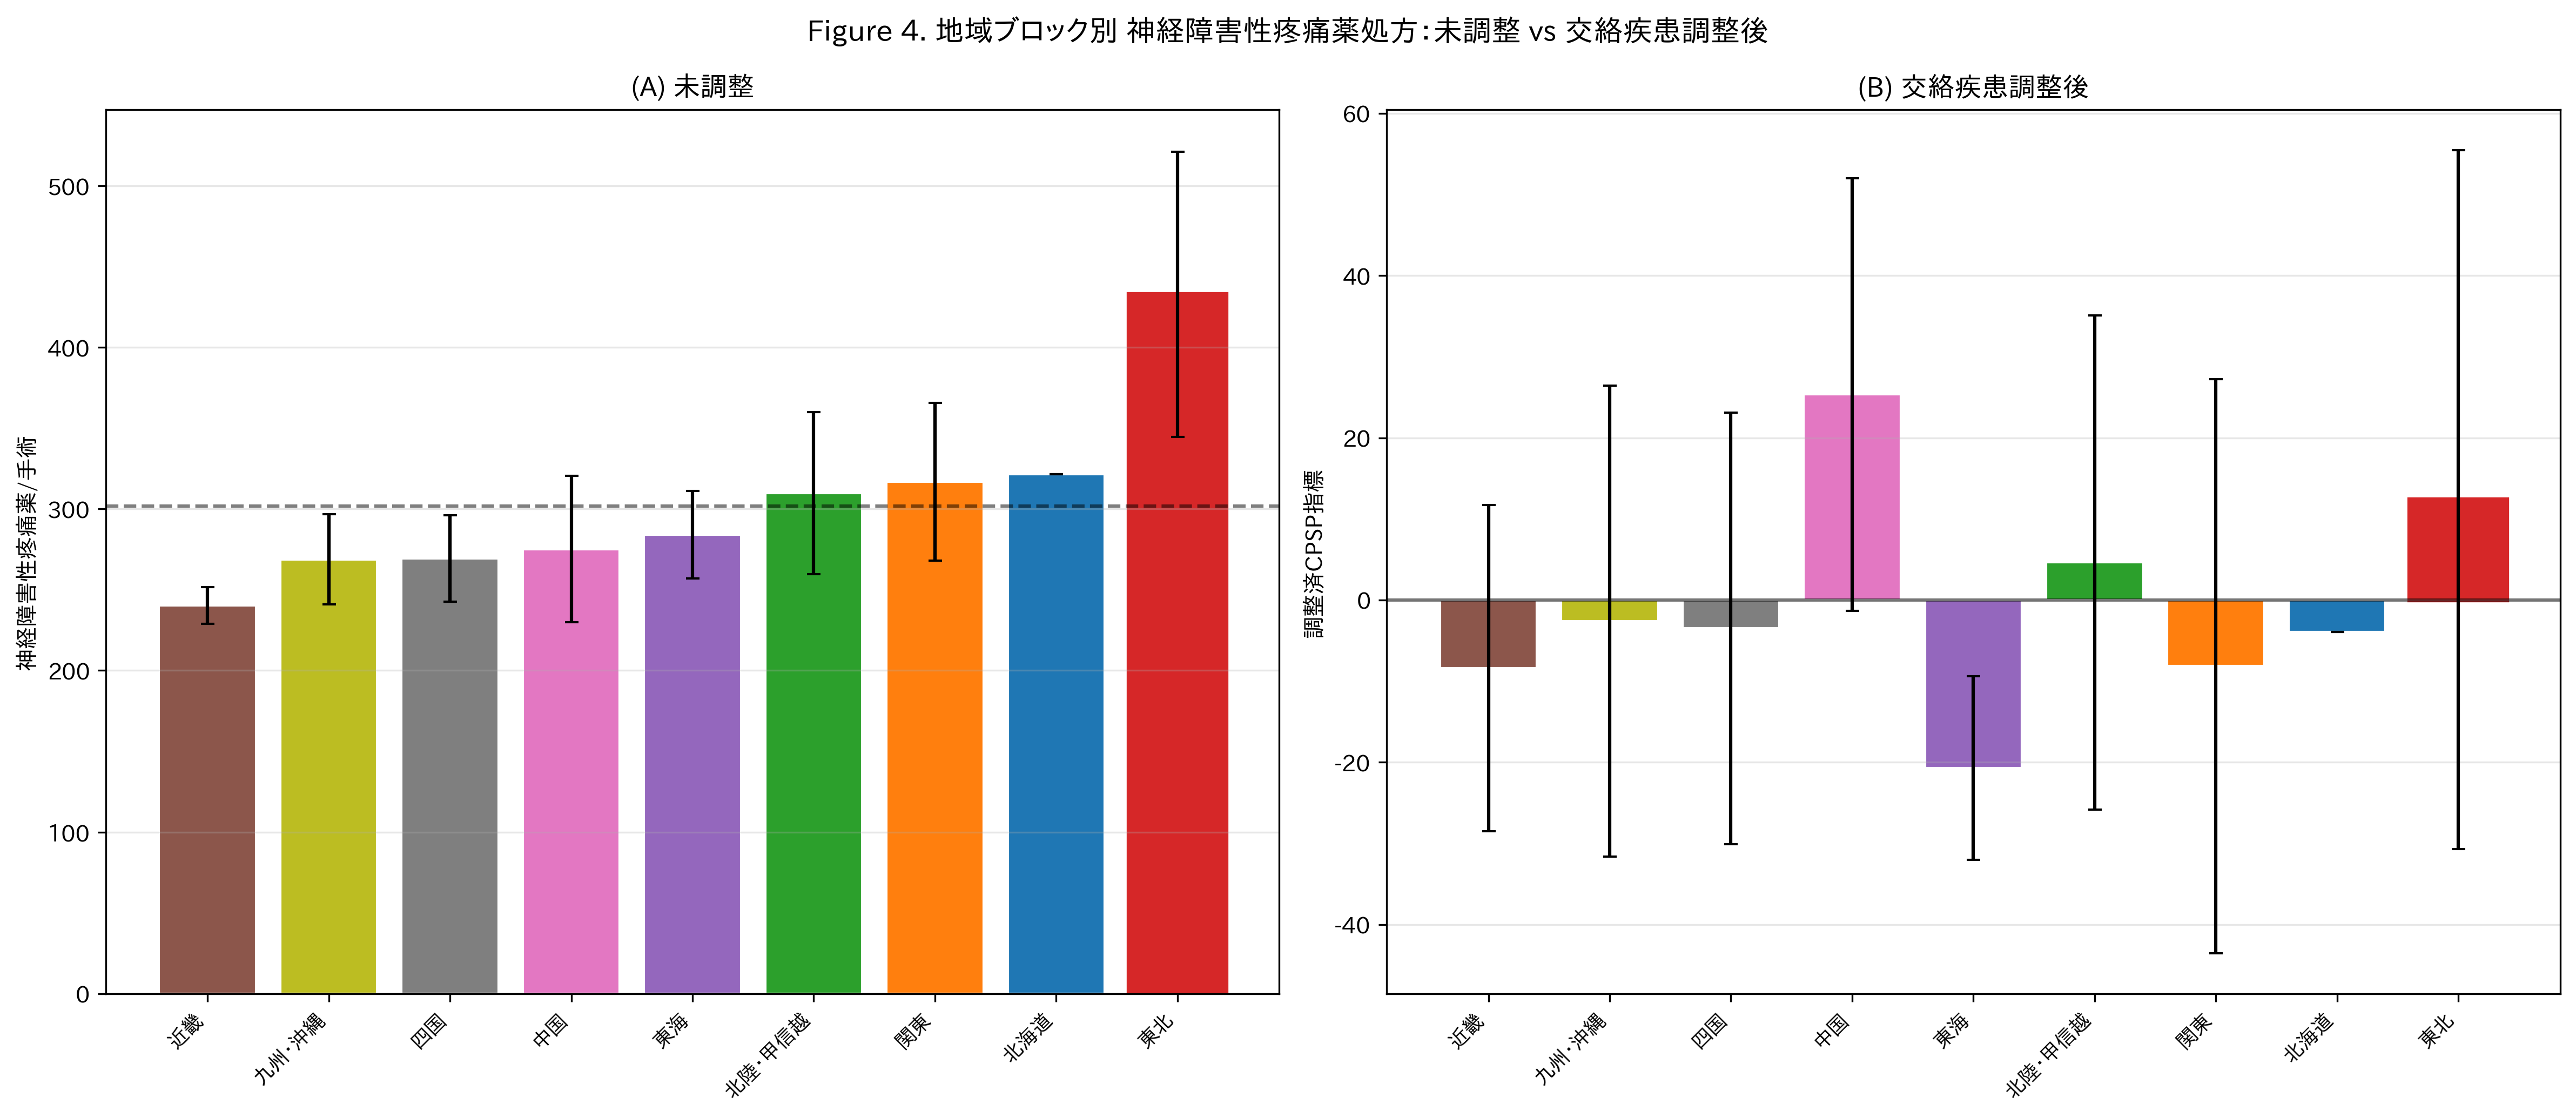 Figure 4. 地域ブロック別 神経障害性疼痛薬処方：未調整 vs 交絡疾患調整後
(A) 未調整
神経障害性疼痛薬/手術
500
400
300
200
100
0
近畿
九州・沖縄
四国
中国
東海
北陸・甲信越
関東
北海道
東北
(B) 交絡疾患調整後
調整済CPSP指標
60
40
20
0
-20
-40
近畿
九州・沖縄
四国
中国
東海
北陸・甲信越
関東
北海道
東北